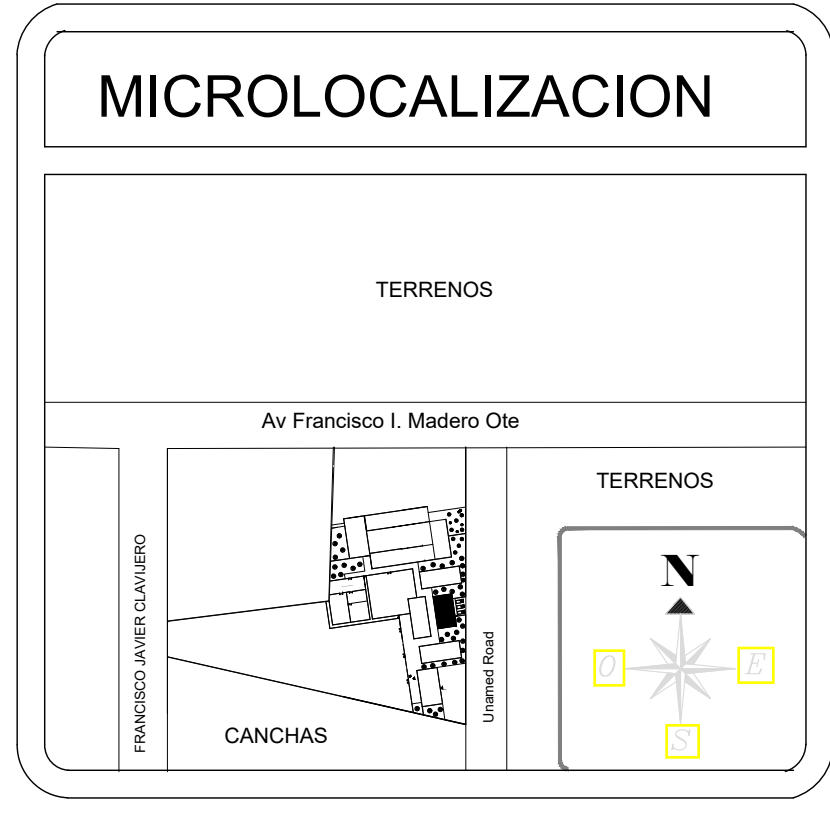 MICROLOCALIZACION
TERRENOS
Av Francisco I. Madero Ote
TERRENOS
FRANCISCO JAVIER CLAVIJERO
Unamed Road
CANCHAS
N
O
E
S